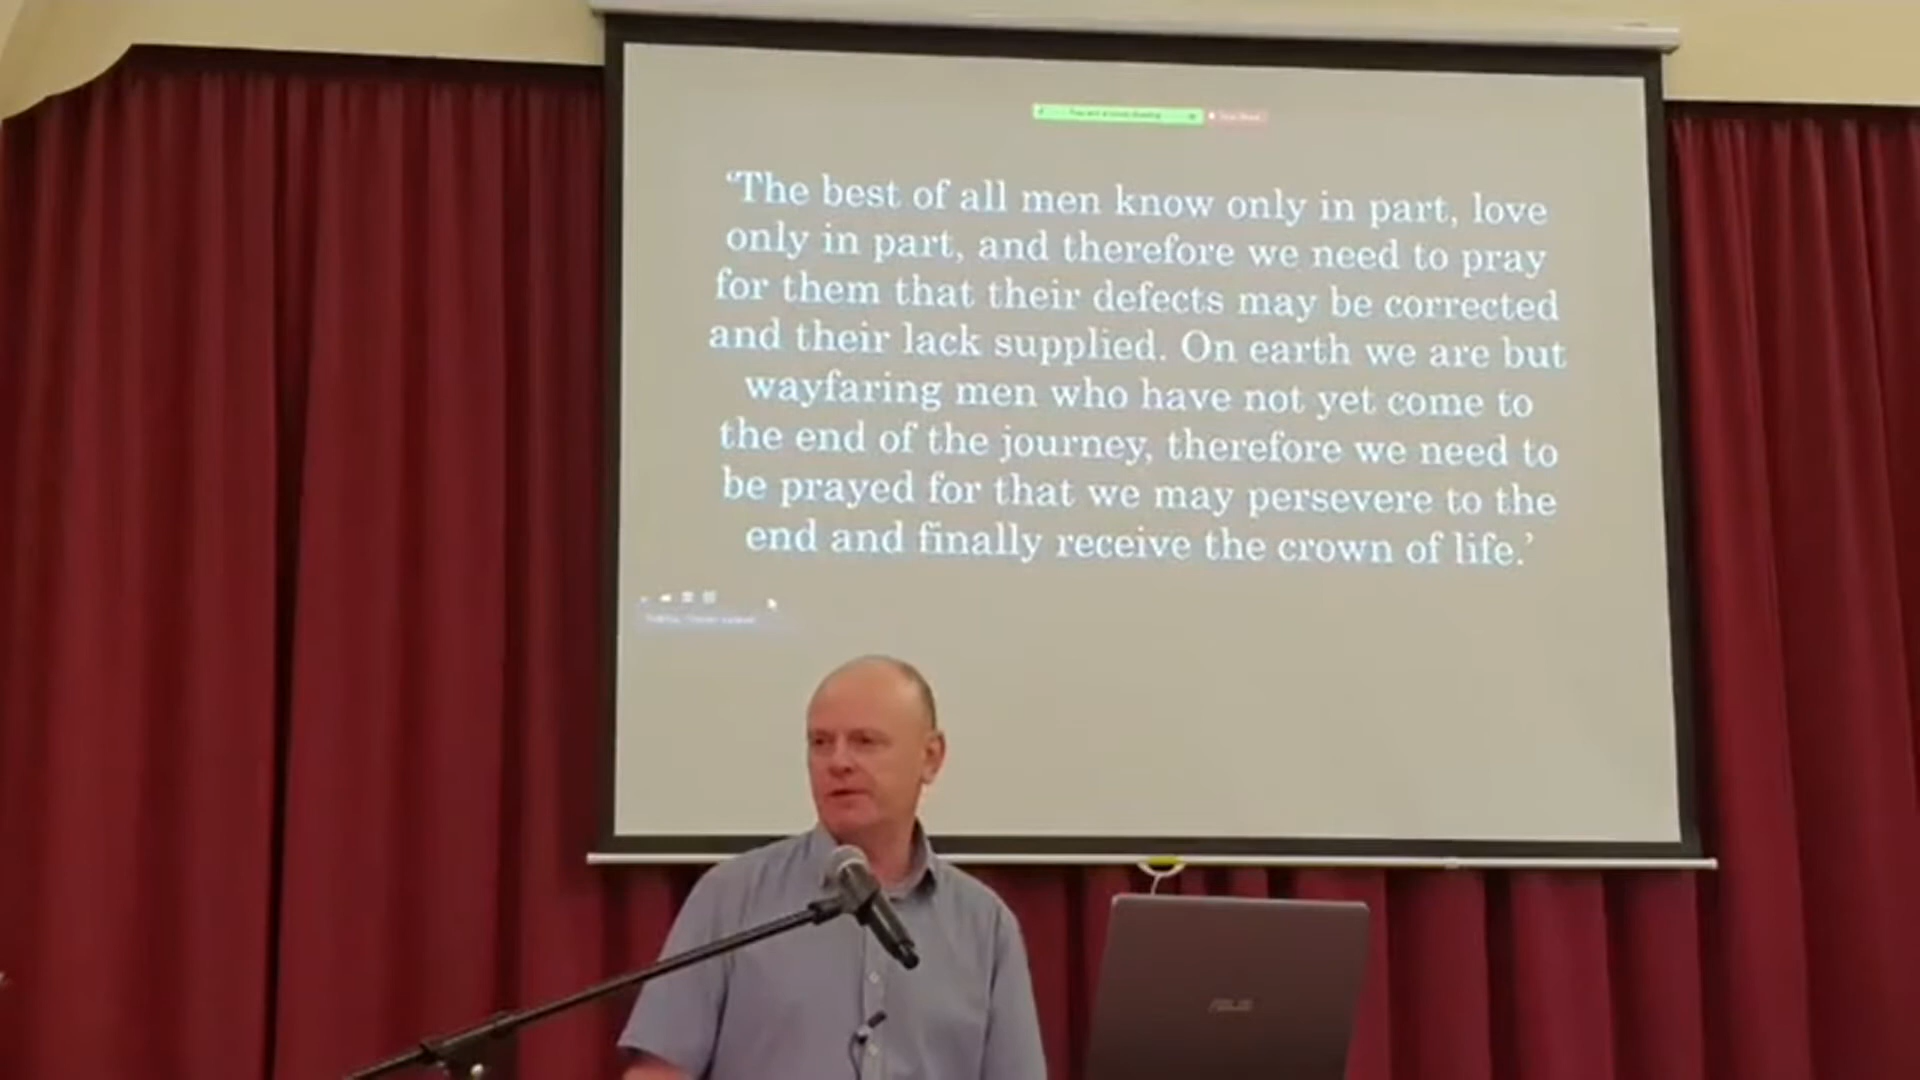 ‘The best of all men know only in part, love
only in part, and therefore we need to pray
for them that their defects may be corrected
and their lack supplied. On earth we are but
wayfaring men who have not yet come to
the end of the journey, therefore we need to
be prayed for that we may persevere to the
end and finally receive the crown of life.’
ASUS